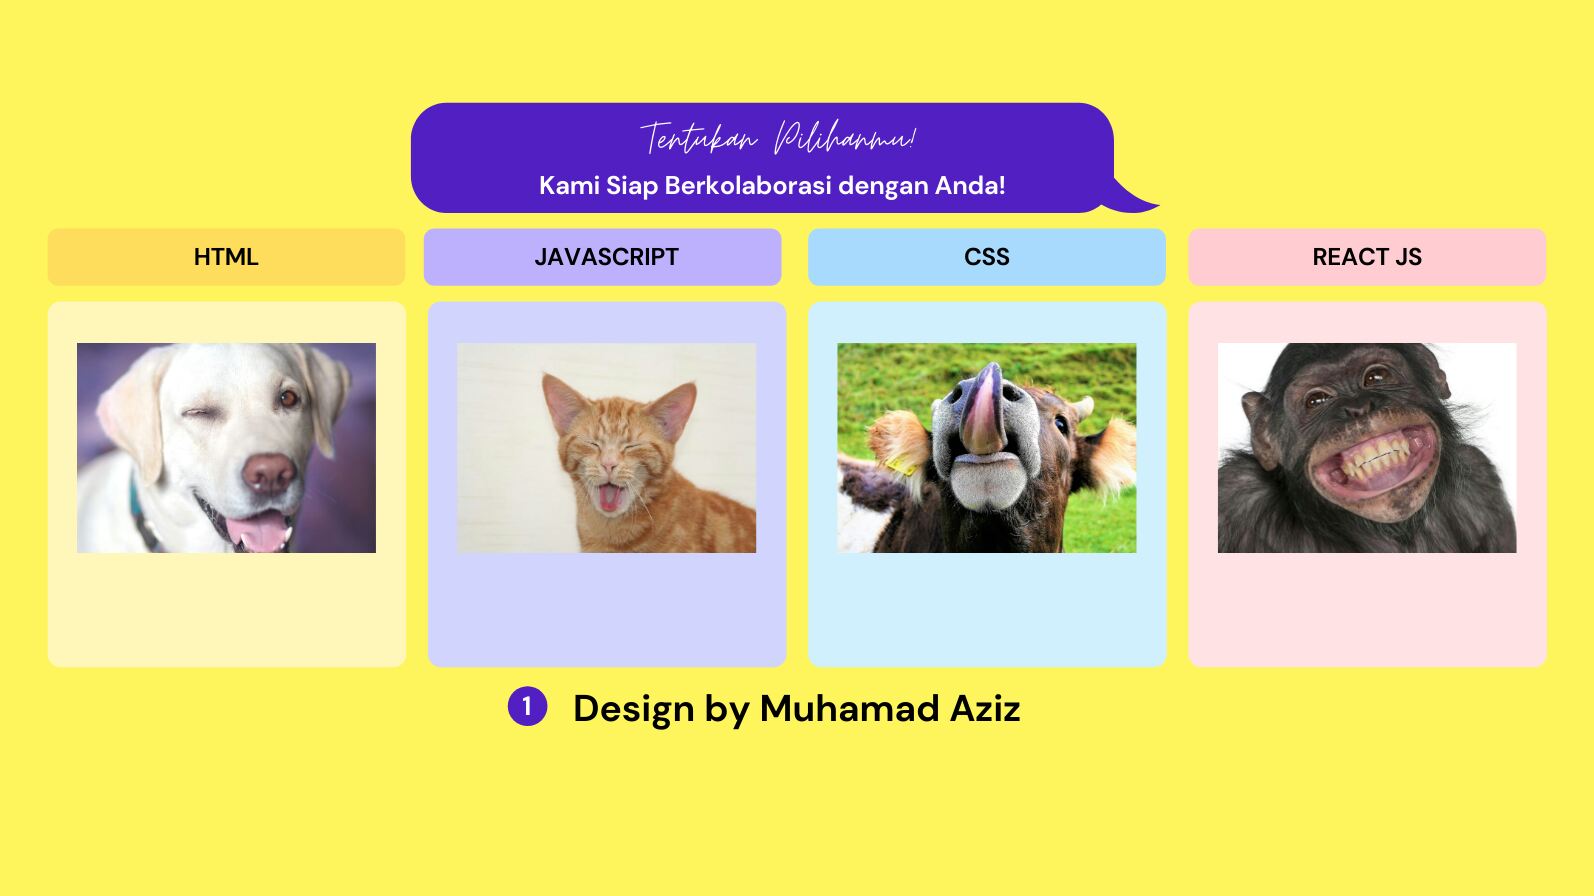 Tentukan Pilihanmu!
Kami Siap Berkolaborasi dengan Anda!
HTML
JAVASCRIPT
CSS
REACT JS
1 Design by Muhamad Aziz